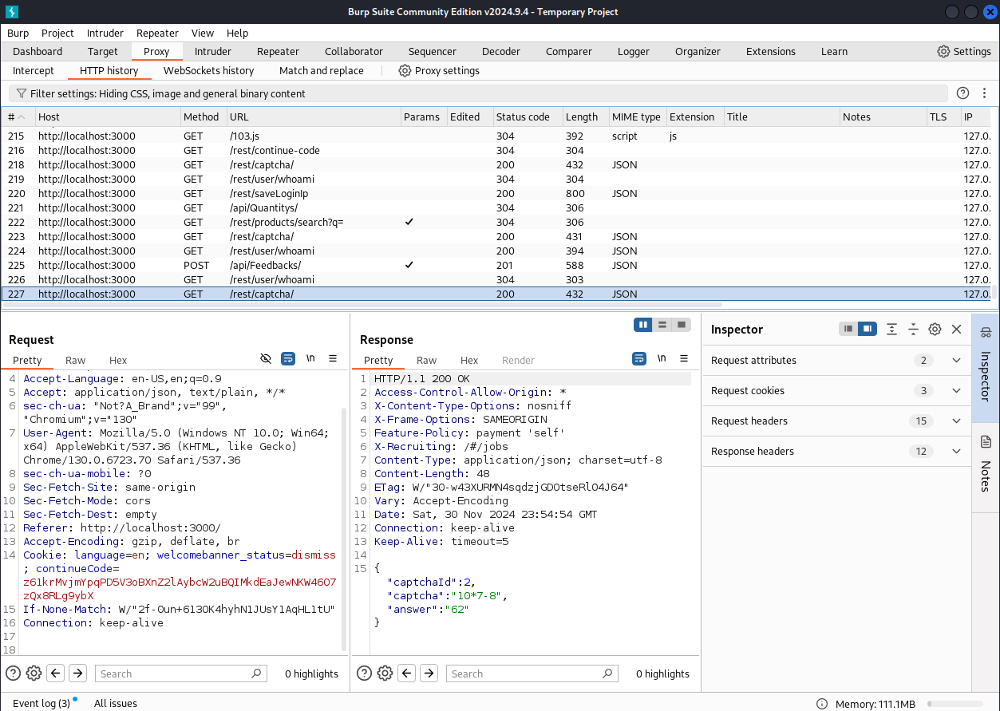 Burp Suite Community Edition v2024.9.4 - Temporary Project
Burp Project Intruder Repeater View Help
Dashboard Target Proxy Intruder Repeater Collaborator Sequencer Decoder Comparer Logger Organizer Extensions Learn Settings
Intercept HTTP history WebSockets history Match and replace Proxy settings
Filter settings: Hiding CSS, image and general binary content
# Host Method URL Params Edited Status code Length MIME type Extension Title Notes TLS IP
215 http://localhost:3000 GET /103.js 304 392 script js 127.0.
216 http://localhost:3000 GET /rest/continue-code 304 304 127.0.
218 http://localhost:3000 GET /rest/captcha/ 200 432 JSON 127.0.
219 http://localhost:3000 GET /rest/user/whoami 304 304 127.0.
220 http://localhost:3000 GET /rest/saveLoginIp 200 800 JSON 127.0.
221 http://localhost:3000 GET /api/Quantitys/ 304 306 127.0.
222 http://localhost:3000 GET /rest/products/search?q= ✓ 304 306 127.0.
223 http://localhost:3000 GET /rest/captcha/ 200 431 JSON 127.0.
224 http://localhost:3000 GET /rest/user/whoami 200 394 JSON 127.0.
225 http://localhost:3000 POST /api/Feedbacks/ ✓ 201 588 JSON 127.0.
226 http://localhost:3000 GET /rest/user/whoami 304 303 127.0.
227 http://localhost:3000 GET /rest/captcha/ 200 432 JSON 127.0.
Request
Pretty Raw Hex \n
4 Accept-Language: en-US,en;q=0.9
5 Accept: application/json, text/plain, */*
6 sec-ch-ua: "Not?A_Brand";v="99",
"Chromium";v="130"
7 User-Agent: Mozilla/5.0 (Windows NT 10.0; Win64;
x64) AppleWebKit/537.36 (KHTML, like Gecko)
Chrome/130.0.6723.70 Safari/537.36
8 sec-ch-ua-mobile: ?0
9 Sec-Fetch-Site: same-origin
10 Sec-Fetch-Mode: cors
11 Sec-Fetch-Dest: empty
12 Referer: http://localhost:3000/
13 Accept-Encoding: gzip, deflate, br
14 Cookie: language=en; welcomebanner_status=dismiss
; continueCode=
z61krMvjmYpqPD5V3oBXnZ2lAybcW2uBQIMkdEaJewNKW46O7
zQx8RLg9ybX
15 If-None-Match: W/"2f-0un+613OK4hyhN1JUsY1AqHL1tU"
16 Connection: keep-alive
17
18
Search 0 highlights
Response
Pretty Raw Hex Render \n
1 HTTP/1.1 200 OK
2 Access-Control-Allow-Origin: *
3 X-Content-Type-Options: nosniff
4 X-Frame-Options: SAMEORIGIN
5 Feature-Policy: payment 'self'
6 X-Recruiting: /#/jobs
7 Content-Type: application/json; charset=utf-8
8 Content-Length: 48
9 ETag: W/"30-w43XURMN4sqdzjGDOtseRlO4J64"
10 Vary: Accept-Encoding
11 Date: Sat, 30 Nov 2024 23:54:54 GMT
12 Connection: keep-alive
13 Keep-Alive: timeout=5
14
15 {
"captchaId":2,
"captcha":"10*7-8",
"answer":"62"
}
Search 0 highlights
Inspector
Request attributes 2
Request cookies 3
Request headers 15
Response headers 12
Inspector
Notes
Event log (3) All issues Memory: 111.1MB